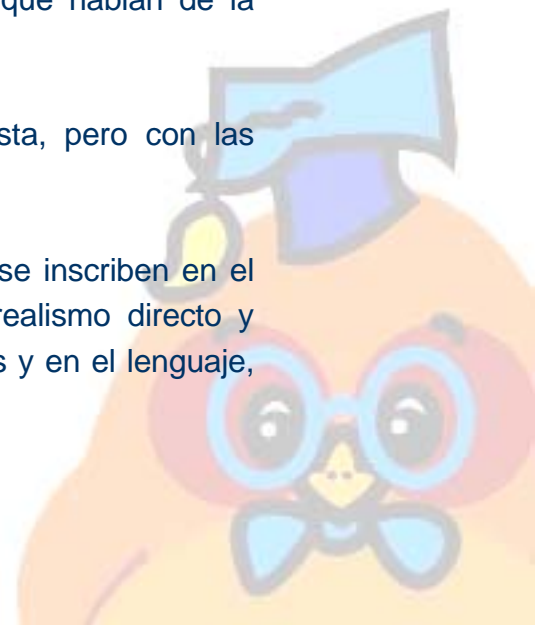 que hablan de la
sta, pero con las
se inscriben en el
realismo directo y
s y en el lenguaje,